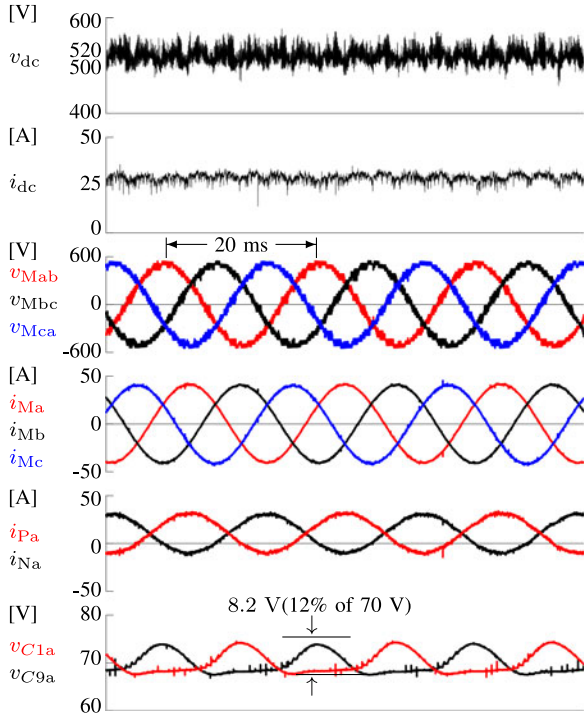 [V]
600
v_dc
520
500
400
[A]
50
i_dc
25
0
[V]
600
20 ms
v_Mab
v_Mbc
0
v_Mca
-600
[A]
50
i_Ma
i_Mb
0
i_Mc
-50
[A]
50
i_Pa
0
i_Na
-50
[V]
80
8.2 V(12% of 70 V)
v_C1a
70
v_C9a
60